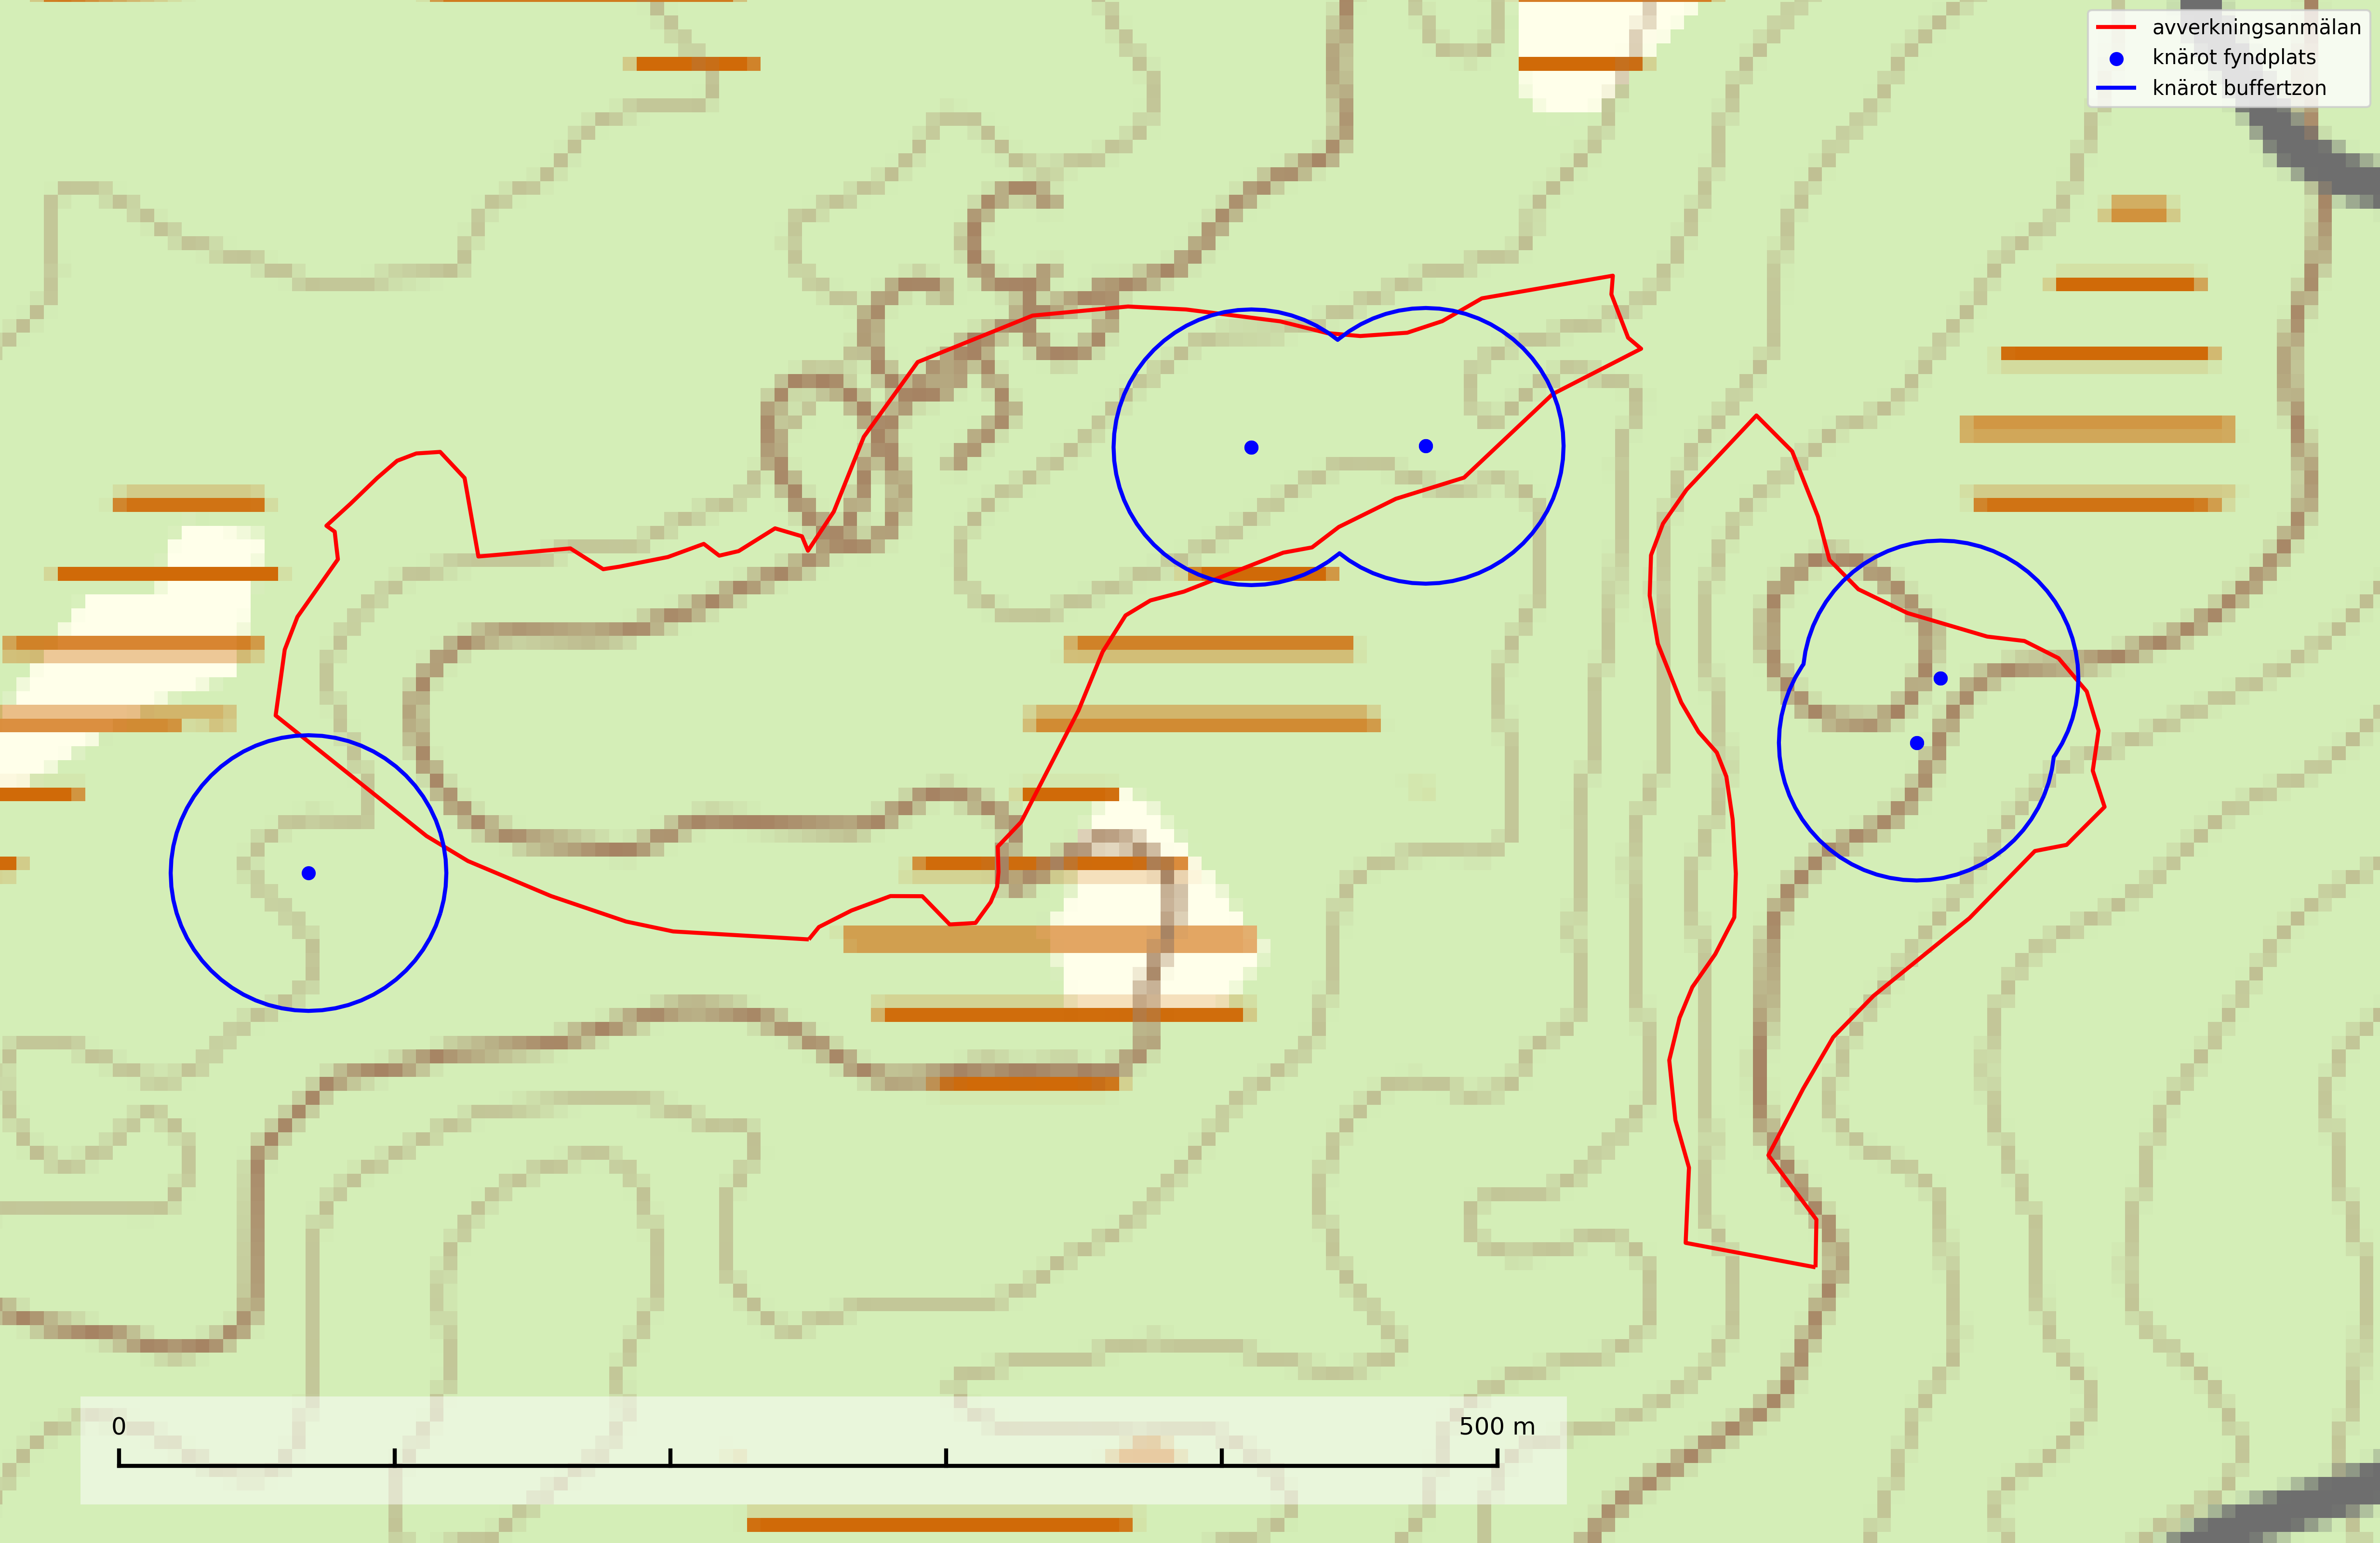 avverkningsanmälan
knärot fyndplats
knärot buffertzon
0 500 m